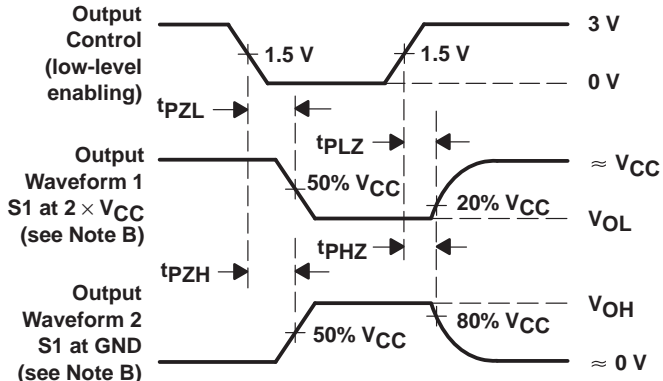 Output
Control
(low-level
enabling)
1.5 V
1.5 V
3 V
0 V
tPZL
tPLZ
Output
Waveform 1
S1 at 2 × VCC
(see Note B)
50% VCC
20% VCC
≈ VCC
VOL
tPZH
tPHZ
Output
Waveform 2
S1 at GND
(see Note B)
50% VCC
80% VCC
VOH
≈ 0 V